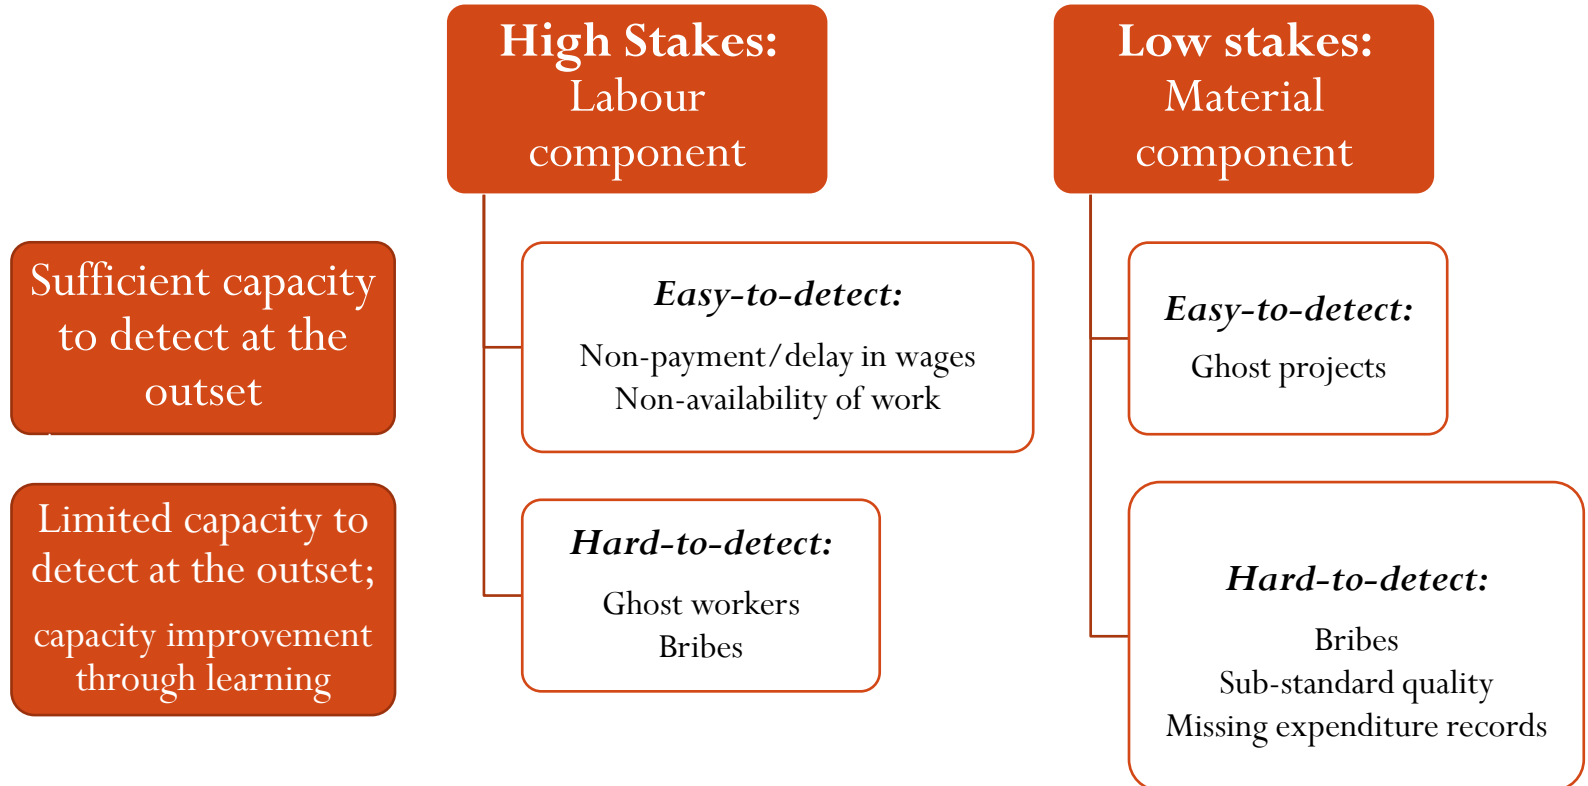 High Stakes:
Labour
component
Low stakes:
Material
component
Sufficient capacity
to detect at the
outset
Easy-to-detect:
Non-payment/delay in wages
Non-availability of work
Easy-to-detect:
Ghost projects
Limited capacity to
detect at the outset;
capacity improvement
through learning
Hard-to-detect:
Ghost workers
Bribes
Hard-to-detect:
Bribes
Sub-standard quality
Missing expenditure records